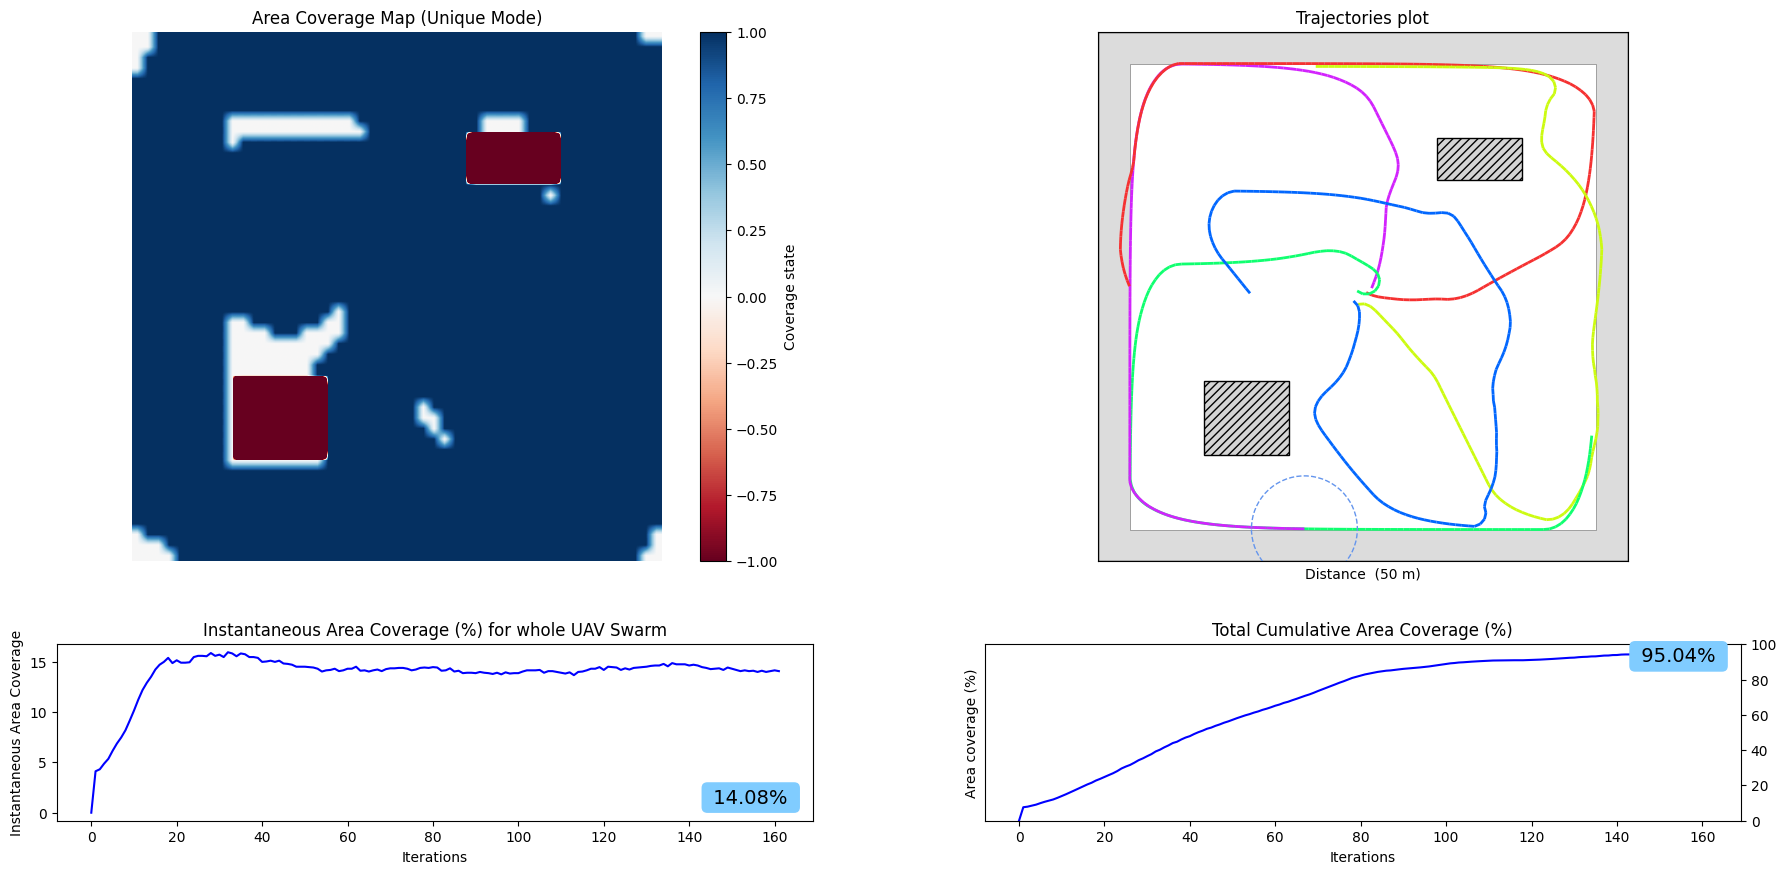 Area Coverage Map (Unique Mode)
1.00
0.75
0.50
0.25
0.00
−0.25
−0.50
−0.75
−1.00
Coverage state
Trajectories plot
Distance  (50 m)
Instantaneous Area Coverage (%) for whole UAV Swarm
Instantaneous Area Coverage
15
10
5
0
14.08%
0 20 40 60 80 100 120 140 160
Iterations
Total Cumulative Area Coverage (%)
Area coverage (%)
95.04%
100
80
60
40
20
0
0 20 40 60 80 100 120 140 160
Iterations